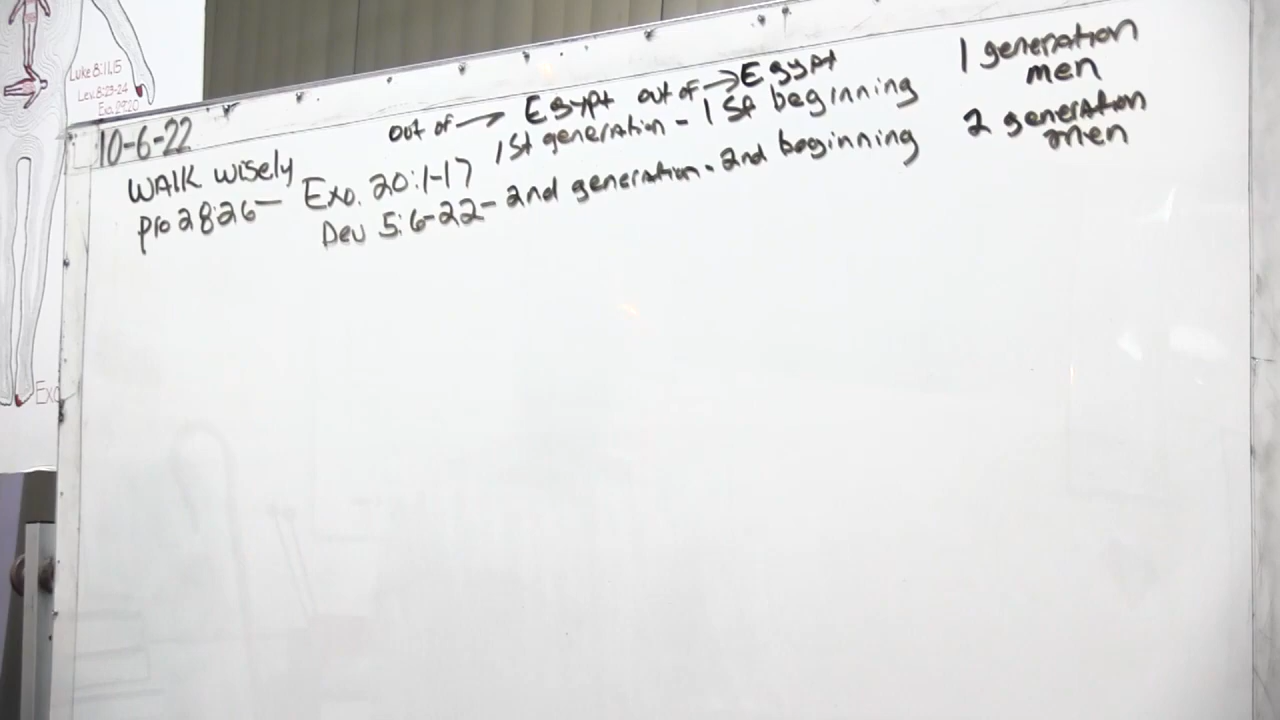 Luke 8:11,15
Lev. 8:23-24
Exo. 29:20
Exo
10-6-22
out of → Egypt out of → Egypt
1st generation - 1st beginning
WAlk wisely
Pro 28:26- Exo. 20:1-17
Deu 5:6-22- 2nd generation - 2nd beginning
1 generation
men
2 generation
men